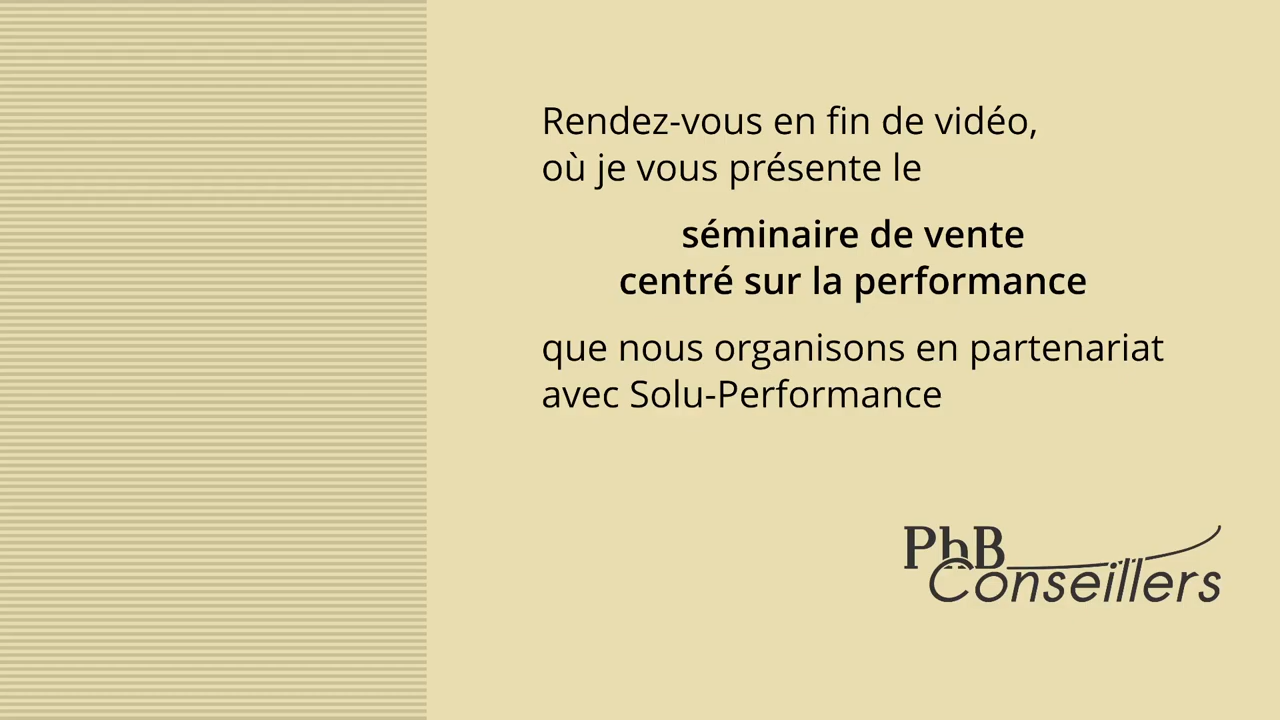 Rendez-vous en fin de vidéo,
où je vous présente le
séminaire de vente
centré sur la performance
que nous organisons en partenariat
avec Solu-Performance
PhB
Conseillers